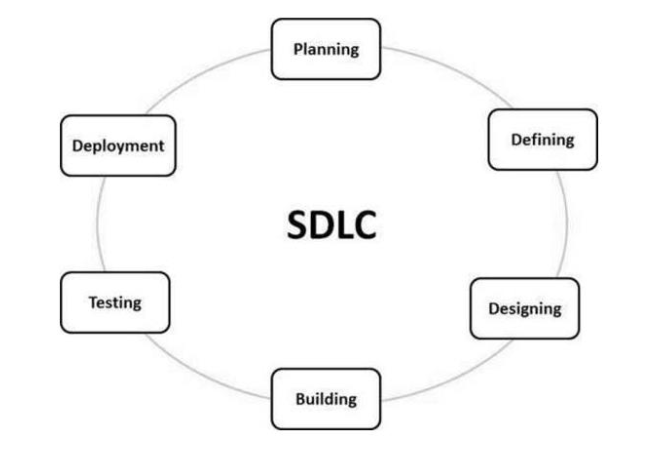 Planning
Defining
Designing
Building
Testing
Deployment
SDLC